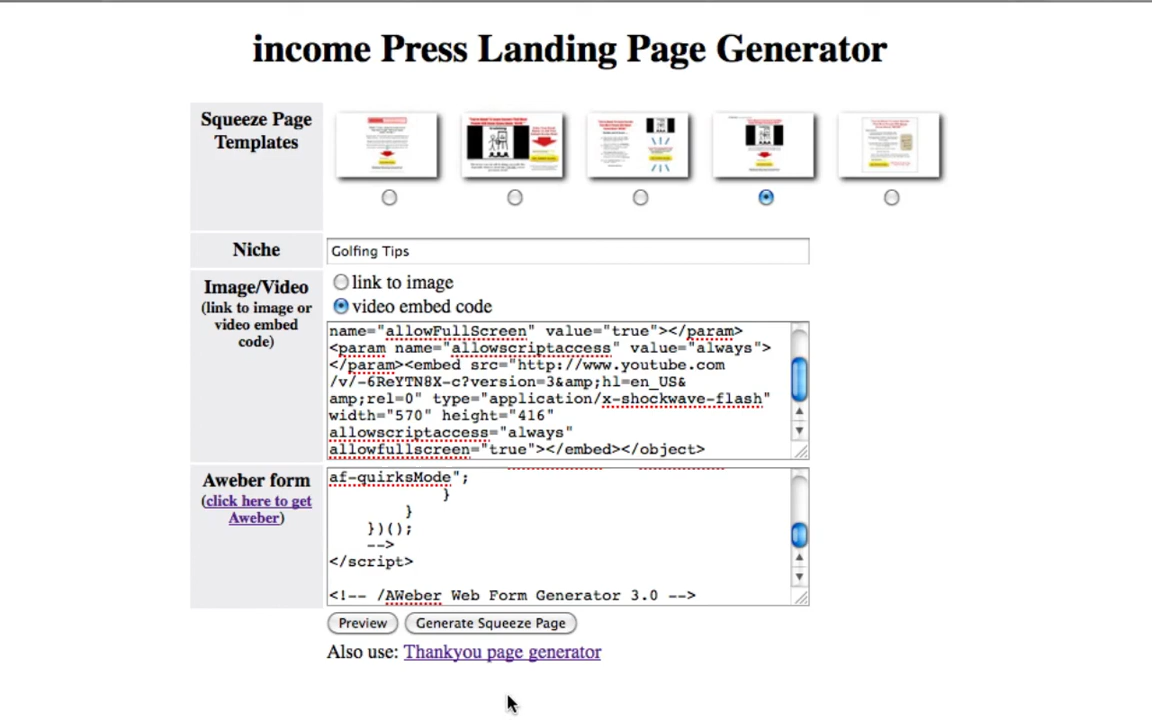 income Press Landing Page Generator
Squeeze Page
Templates
Niche
Golfing Tips
Image/Video
(link to image or
video embed
code)
link to image
video embed code
name="allowFullScreen" value="true"></param>
<param name="allowscriptaccess" value="always">
</param><embed src="http://www.youtube.com
/v/-6ReYTN8X-c?version=3&amp;hl=en_US&
amp;rel=0" type="application/x-shockwave-flash"
width="570" height="416"
allowscriptaccess="always"
allowfullscreen="true"></embed></object>
Aweber form
(click here to get
Aweber)
af-quirksMode";
}
}
})();
-->
</script>
<!-- /AWeber Web Form Generator 3.0 -->
Preview
Generate Squeeze Page
Also use: Thankyou page generator